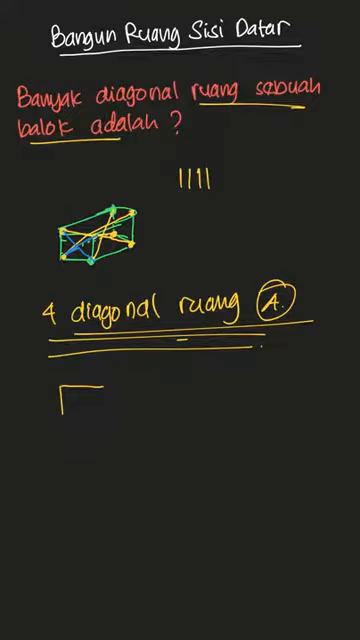 Bangun Ruang Sisi Datar
Banyak diagonal ruang sebuah
balok adalah ?
4 diagonal ruang A.